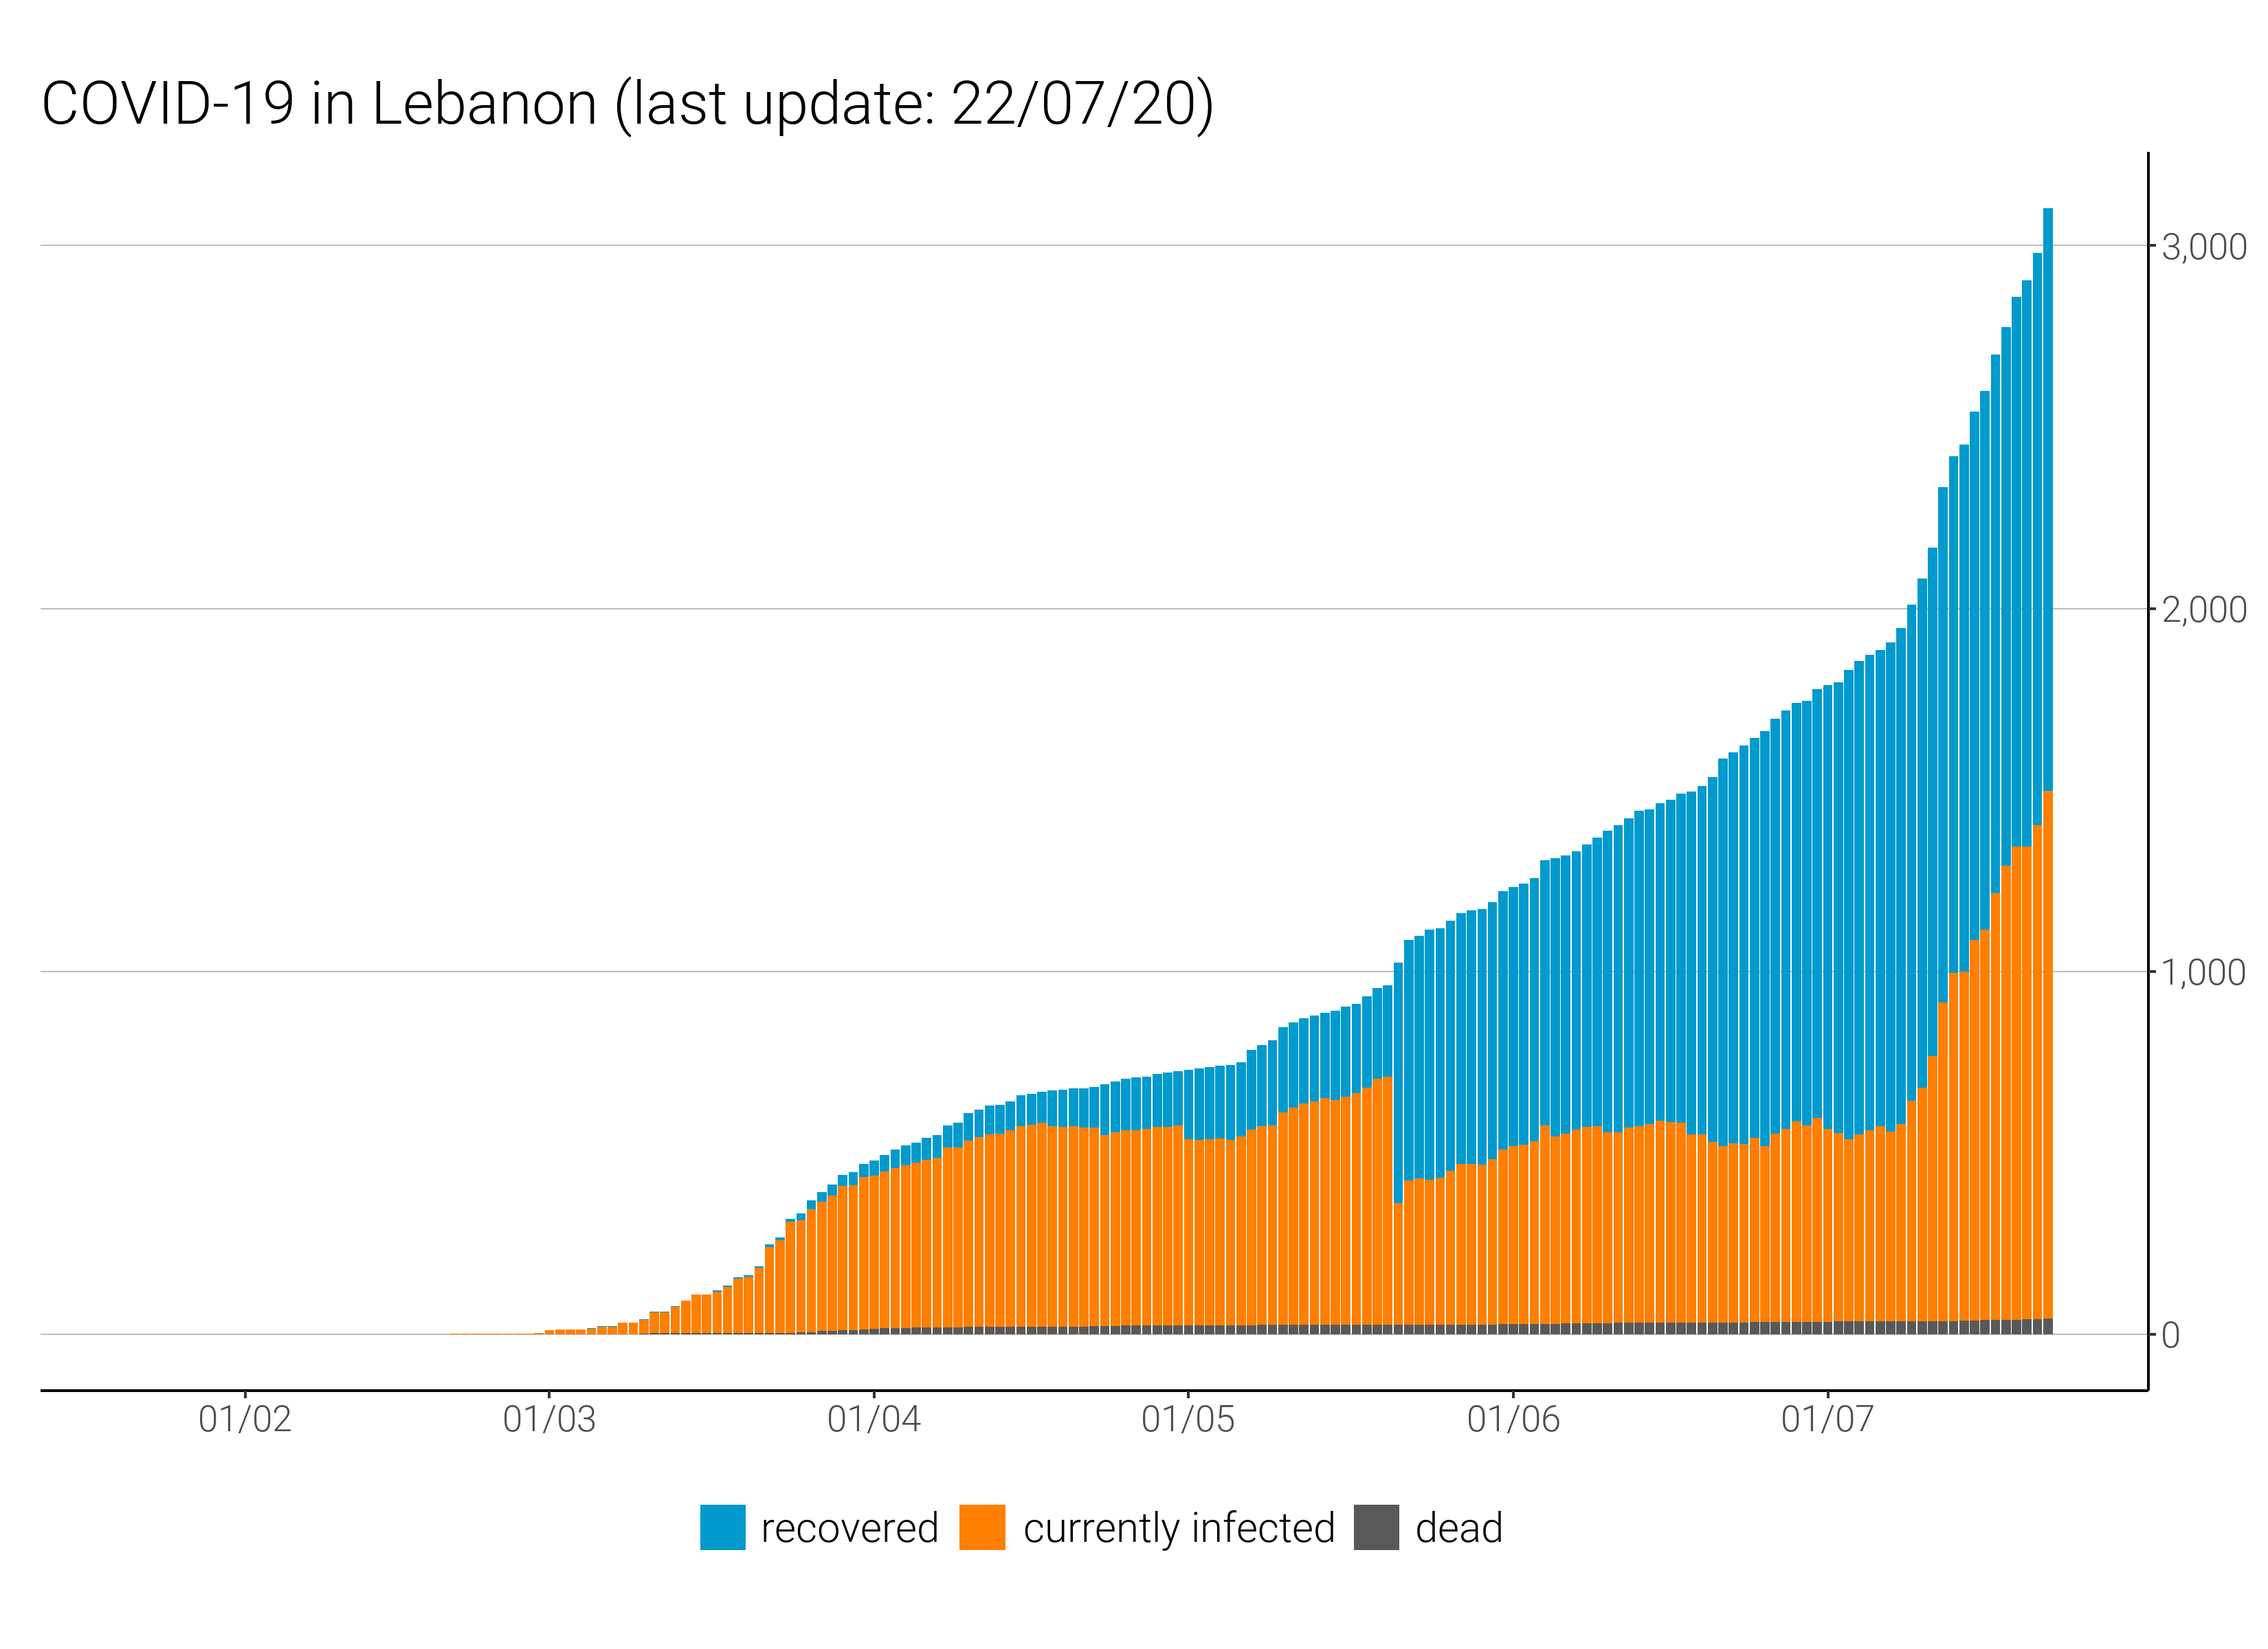 COVID-19 in Lebanon (last update: 22/07/20)
3,000
2,000
1,000
0
01/02 01/03 01/04 01/05 01/06 01/07
recovered currently infected dead